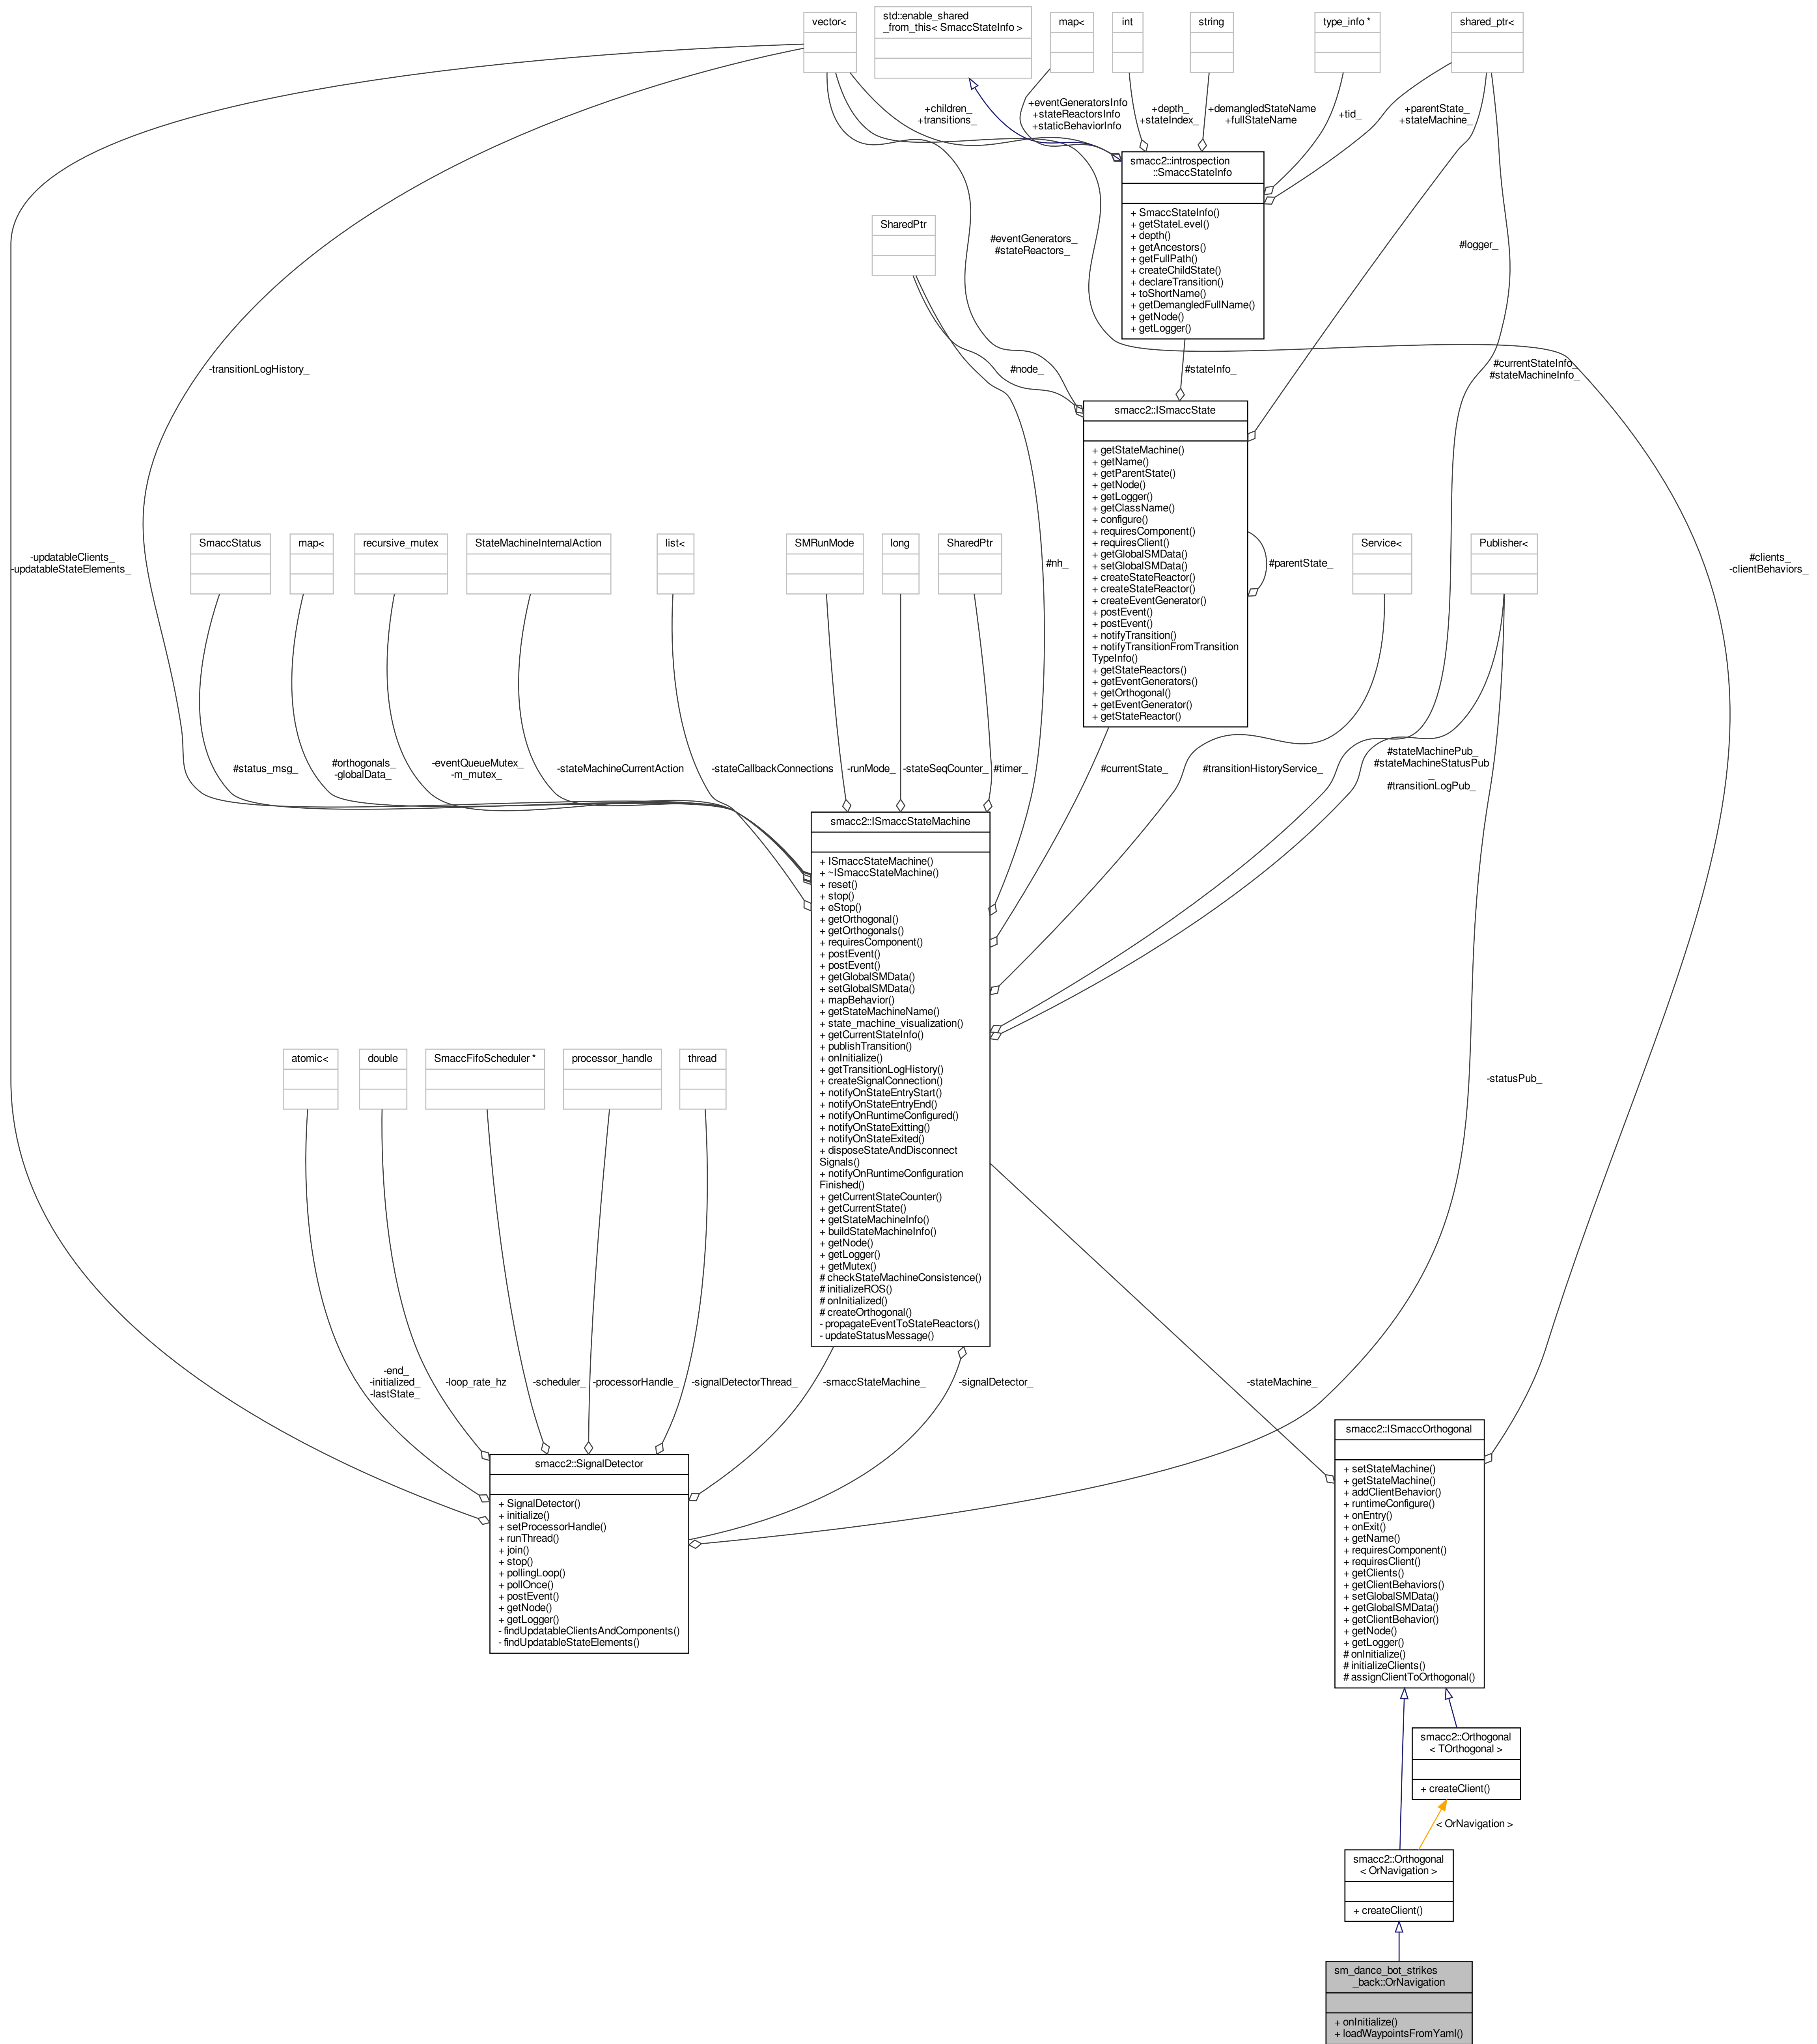 vector<
std::enable_shared
_from_this< SmaccStateInfo >
map<
int
string
type_info *
shared_ptr<
+children_
+transitions_
+eventGeneratorsInfo
+stateReactorsInfo
+staticBehaviorInfo
+depth_
+stateIndex_
+demangledStateName
+fullStateName
+tid_
+parentState_
+stateMachine_
smacc2::introspection
::SmaccStateInfo
+ SmaccStateInfo()
+ getStateLevel()
+ depth()
+ getAncestors()
+ getFullPath()
+ createChildState()
+ declareTransition()
+ toShortName()
+ getDemangledFullName()
+ getNode()
+ getLogger()
SharedPtr
#eventGenerators_
#stateReactors_
#logger_
-transitionLogHistory_
#node_
#stateInfo_
#currentStateInfo_
#stateMachineInfo_
smacc2::ISmaccState
+ getStateMachine()
+ getName()
+ getParentState()
+ getNode()
+ getLogger()
+ getClassName()
+ configure()
+ requiresComponent()
+ requiresClient()
+ getGlobalSMData()
+ setGlobalSMData()
+ createStateReactor()
+ createStateReactor()
+ createEventGenerator()
+ postEvent()
+ postEvent()
+ notifyTransition()
+ notifyTransitionFromTransition
TypeInfo()
+ getStateReactors()
+ getEventGenerators()
+ getOrthogonal()
+ getEventGenerator()
+ getStateReactor()
-updatableClients_
-updatableStateElements_
SmaccStatus
map<
recursive_mutex
StateMachineInternalAction
list<
SMRunMode
long
SharedPtr
#nh_
#parentState_
Service<
Publisher<
#clients_
-clientBehaviors_
#status_msg_
#orthogonals_
-globalData_
-eventQueueMutex_
-m_mutex_
-stateMachineCurrentAction
-stateCallbackConnections
-runMode_
-stateSeqCounter_
#timer_
#currentState_
#transitionHistoryService_
#stateMachinePub_
#stateMachineStatusPub
_
#transitionLogPub_
smacc2::ISmaccStateMachine
+ ISmaccStateMachine()
+ ~ISmaccStateMachine()
+ reset()
+ stop()
+ eStop()
+ getOrthogonal()
+ getOrthogonals()
+ requiresComponent()
+ postEvent()
+ postEvent()
+ getGlobalSMData()
+ setGlobalSMData()
+ mapBehavior()
+ getStateMachineName()
+ state_machine_visualization()
+ getCurrentStateInfo()
+ publishTransition()
+ onInitialize()
+ getTransitionLogHistory()
+ createSignalConnection()
+ notifyOnStateEntryStart()
+ notifyOnStateEntryEnd()
+ notifyOnRuntimeConfigured()
+ notifyOnStateExitting()
+ notifyOnStateExited()
+ disposeStateAndDisconnect
Signals()
+ notifyOnRuntimeConfiguration
Finished()
+ getCurrentStateCounter()
+ getCurrentState()
+ getStateMachineInfo()
+ buildStateMachineInfo()
+ getNode()
+ getLogger()
+ getMutex()
# checkStateMachineConsistence()
# initializeROS()
# onInitialized()
# createOrthogonal()
- propagateEventToStateReactors()
- updateStatusMessage()
atomic<
double
SmaccFifoScheduler *
processor_handle
thread
-statusPub_
-end_
-initialized_
-lastState_
-loop_rate_hz
-scheduler_
-processorHandle_
-signalDetectorThread_
-smaccStateMachine_
-signalDetector_
-stateMachine_
smacc2::SignalDetector
+ SignalDetector()
+ initialize()
+ setProcessorHandle()
+ runThread()
+ join()
+ stop()
+ pollingLoop()
+ pollOnce()
+ postEvent()
+ getNode()
+ getLogger()
- findUpdatableClientsAndComponents()
- findUpdatableStateElements()
smacc2::ISmaccOrthogonal
+ setStateMachine()
+ getStateMachine()
+ addClientBehavior()
+ runtimeConfigure()
+ onEntry()
+ onExit()
+ getName()
+ requiresComponent()
+ requiresClient()
+ getClients()
+ getClientBehaviors()
+ setGlobalSMData()
+ getGlobalSMData()
+ getClientBehavior()
+ getNode()
+ getLogger()
# onInitialize()
# initializeClients()
# assignClientToOrthogonal()
smacc2::Orthogonal
< TOrthogonal >
+ createClient()
< OrNavigation >
smacc2::Orthogonal
< OrNavigation >
+ createClient()
sm_dance_bot_strikes
_back::OrNavigation
+ onInitialize()
+ loadWaypointsFromYaml()